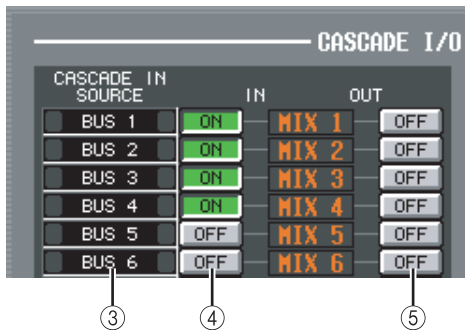 CASCADE I/O
CASCADE IN
SOURCE IN OUT
BUS 1 ON MIX 1 OFF
BUS 2 ON MIX 2 OFF
BUS 3 ON MIX 3 OFF
BUS 4 ON MIX 4 OFF
BUS 5 OFF MIX 5 OFF
BUS 6 OFF MIX 6 OFF
③ ④ ⑤